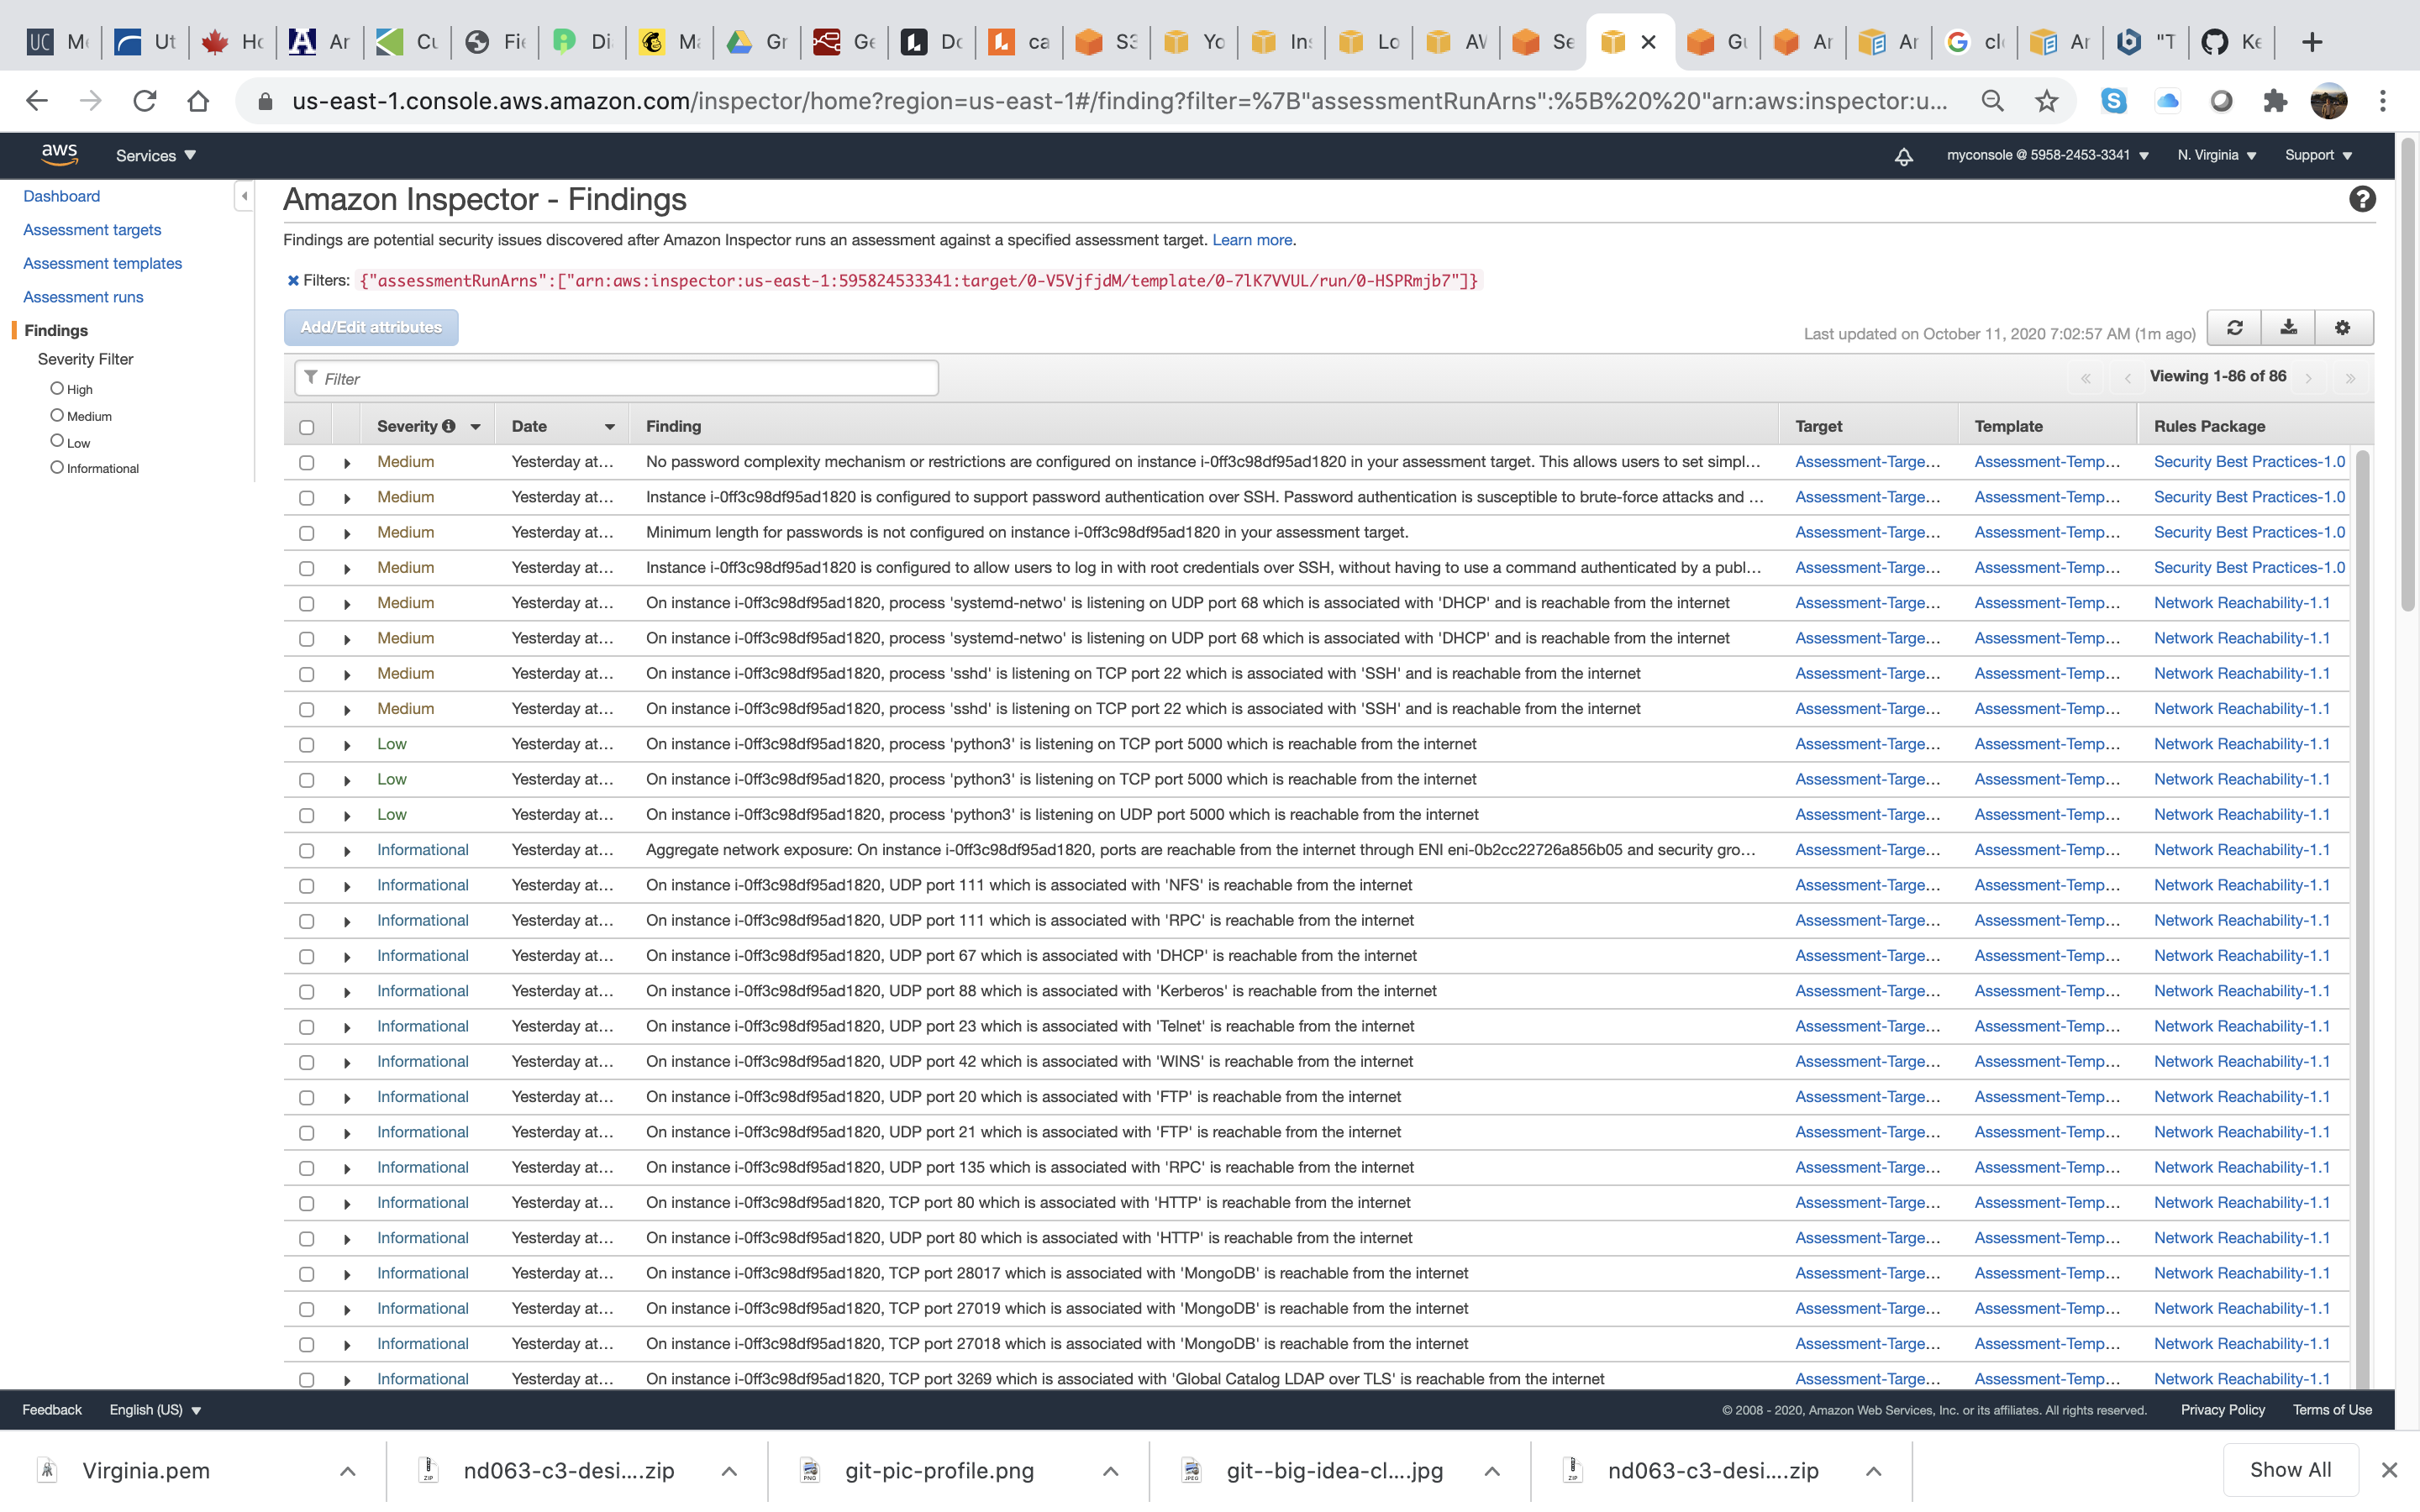 UC M Ut Ho A Ar Cu Fi Di Ma Gr Ge Do ca S3 Yo In Lo AV Se Gu Ar Ar cl Ar "T Ke
us-east-1.console.aws.amazon.com/inspector/home?region=us-east-1#/finding?filter=%7B"assessmentRunArns":%5B%20%20"arn:aws:inspector:u...
aws Services myconsole @ 5958-2453-3341 N. Virginia Support
Dashboard
Assessment targets
Assessment templates
Assessment runs
Findings
Severity Filter
High
Medium
Low
Informational
Amazon Inspector - Findings
Findings are potential security issues discovered after Amazon Inspector runs an assessment against a specified assessment target. Learn more.
Filters: {"assessmentRunArns":["arn:aws:inspector:us-east-1:595824533341:target/0-V5VjfjdM/template/0-7lK7VVUL/run/0-HSPRmjb7"]}
Add/Edit attributes Last updated on October 11, 2020 7:02:57 AM (1m ago)
Filter Viewing 1-86 of 86
Severity Date Finding Target Template Rules Package
Medium Yesterday at... No password complexity mechanism or restrictions are configured on instance i-0ff3c98df95ad1820 in your assessment target. This allows users to set simpl... Assessment-Targe... Assessment-Temp... Security Best Practices-1.0
Medium Yesterday at... Instance i-0ff3c98df95ad1820 is configured to support password authentication over SSH. Password authentication is susceptible to brute-force attacks and ... Assessment-Targe... Assessment-Temp... Security Best Practices-1.0
Medium Yesterday at... Minimum length for passwords is not configured on instance i-0ff3c98df95ad1820 in your assessment target. Assessment-Targe... Assessment-Temp... Security Best Practices-1.0
Medium Yesterday at... Instance i-0ff3c98df95ad1820 is configured to allow users to log in with root credentials over SSH, without having to use a command authenticated by a publ... Assessment-Targe... Assessment-Temp... Security Best Practices-1.0
Medium Yesterday at... On instance i-0ff3c98df95ad1820, process 'systemd-netwo' is listening on UDP port 68 which is associated with 'DHCP' and is reachable from the internet Assessment-Targe... Assessment-Temp... Network Reachability-1.1
Medium Yesterday at... On instance i-0ff3c98df95ad1820, process 'systemd-netwo' is listening on UDP port 68 which is associated with 'DHCP' and is reachable from the internet Assessment-Targe... Assessment-Temp... Network Reachability-1.1
Medium Yesterday at... On instance i-0ff3c98df95ad1820, process 'sshd' is listening on TCP port 22 which is associated with 'SSH' and is reachable from the internet Assessment-Targe... Assessment-Temp... Network Reachability-1.1
Medium Yesterday at... On instance i-0ff3c98df95ad1820, process 'sshd' is listening on TCP port 22 which is associated with 'SSH' and is reachable from the internet Assessment-Targe... Assessment-Temp... Network Reachability-1.1
Low Yesterday at... On instance i-0ff3c98df95ad1820, process 'python3' is listening on TCP port 5000 which is reachable from the internet Assessment-Targe... Assessment-Temp... Network Reachability-1.1
Low Yesterday at... On instance i-0ff3c98df95ad1820, process 'python3' is listening on TCP port 5000 which is reachable from the internet Assessment-Targe... Assessment-Temp... Network Reachability-1.1
Low Yesterday at... On instance i-0ff3c98df95ad1820, process 'python3' is listening on UDP port 5000 which is reachable from the internet Assessment-Targe... Assessment-Temp... Network Reachability-1.1
Informational Yesterday at... Aggregate network exposure: On instance i-0ff3c98df95ad1820, ports are reachable from the internet through ENI eni-0b2cc22726a856b05 and security gro... Assessment-Targe... Assessment-Temp... Network Reachability-1.1
Informational Yesterday at... On instance i-0ff3c98df95ad1820, UDP port 111 which is associated with 'NFS' is reachable from the internet Assessment-Targe... Assessment-Temp... Network Reachability-1.1
Informational Yesterday at... On instance i-0ff3c98df95ad1820, UDP port 111 which is associated with 'RPC' is reachable from the internet Assessment-Targe... Assessment-Temp... Network Reachability-1.1
Informational Yesterday at... On instance i-0ff3c98df95ad1820, UDP port 67 which is associated with 'DHCP' is reachable from the internet Assessment-Targe... Assessment-Temp... Network Reachability-1.1
Informational Yesterday at... On instance i-0ff3c98df95ad1820, UDP port 88 which is associated with 'Kerberos' is reachable from the internet Assessment-Targe... Assessment-Temp... Network Reachability-1.1
Informational Yesterday at... On instance i-0ff3c98df95ad1820, UDP port 23 which is associated with 'Telnet' is reachable from the internet Assessment-Targe... Assessment-Temp... Network Reachability-1.1
Informational Yesterday at... On instance i-0ff3c98df95ad1820, UDP port 42 which is associated with 'WINS' is reachable from the internet Assessment-Targe... Assessment-Temp... Network Reachability-1.1
Informational Yesterday at... On instance i-0ff3c98df95ad1820, UDP port 20 which is associated with 'FTP' is reachable from the internet Assessment-Targe... Assessment-Temp... Network Reachability-1.1
Informational Yesterday at... On instance i-0ff3c98df95ad1820, UDP port 21 which is associated with 'FTP' is reachable from the internet Assessment-Targe... Assessment-Temp... Network Reachability-1.1
Informational Yesterday at... On instance i-0ff3c98df95ad1820, UDP port 135 which is associated with 'RPC' is reachable from the internet Assessment-Targe... Assessment-Temp... Network Reachability-1.1
Informational Yesterday at... On instance i-0ff3c98df95ad1820, TCP port 80 which is associated with 'HTTP' is reachable from the internet Assessment-Targe... Assessment-Temp... Network Reachability-1.1
Informational Yesterday at... On instance i-0ff3c98df95ad1820, UDP port 80 which is associated with 'HTTP' is reachable from the internet Assessment-Targe... Assessment-Temp... Network Reachability-1.1
Informational Yesterday at... On instance i-0ff3c98df95ad1820, TCP port 28017 which is associated with 'MongoDB' is reachable from the internet Assessment-Targe... Assessment-Temp... Network Reachability-1.1
Informational Yesterday at... On instance i-0ff3c98df95ad1820, TCP port 27019 which is associated with 'MongoDB' is reachable from the internet Assessment-Targe... Assessment-Temp... Network Reachability-1.1
Informational Yesterday at... On instance i-0ff3c98df95ad1820, TCP port 27018 which is associated with 'MongoDB' is reachable from the internet Assessment-Targe... Assessment-Temp... Network Reachability-1.1
Informational Yesterday at... On instance i-0ff3c98df95ad1820, TCP port 3269 which is associated with 'Global Catalog LDAP over TLS' is reachable from the internet Assessment-Targe... Assessment-Temp... Network Reachability-1.1
Feedback English (US) © 2008 - 2020, Amazon Web Services, Inc. or its affiliates. All rights reserved. Privacy Policy Terms of Use
Virginia.pem nd063-c3-desi....zip git-pic-profile.png git--big-idea-cl....jpg nd063-c3-desi....zip Show All